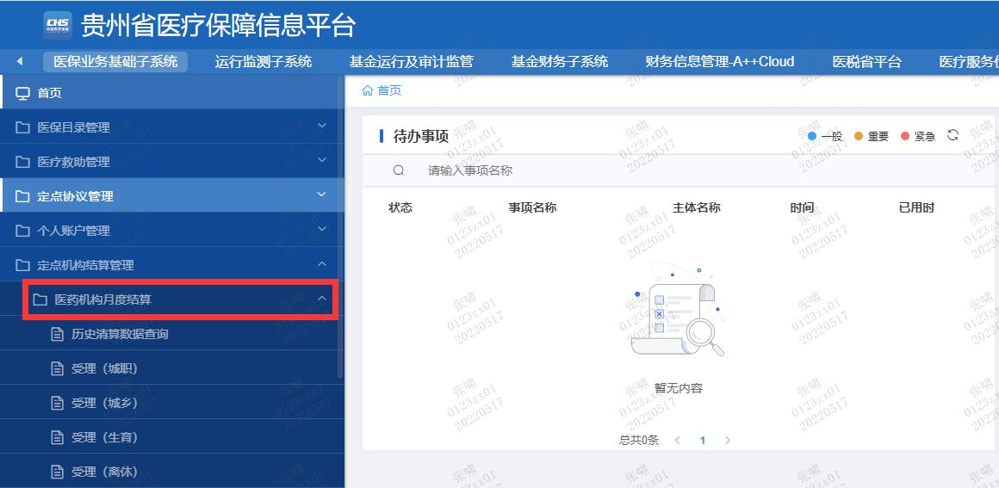 CHS
贵州省医疗保障信息平台
医保业务基础子系统 运行监测子系统 基金运行及审计监管 基金财务子系统 财务信息管理-A++Cloud 医税省平台 医疗服务价
首页
医保目录管理
医疗救助管理
定点协议管理
个人账户管理
定点机构结算管理
医药机构月度结算
历史清算数据查询
受理（城职）
受理（城乡）
受理（生育）
受理（离休）
首页
待办事项 一般 重要 紧急
请输入事项名称
状态 事项名称 主体名称 时间 已用时
暂无内容
总共0条 1
张啸
0123zx01
20220517